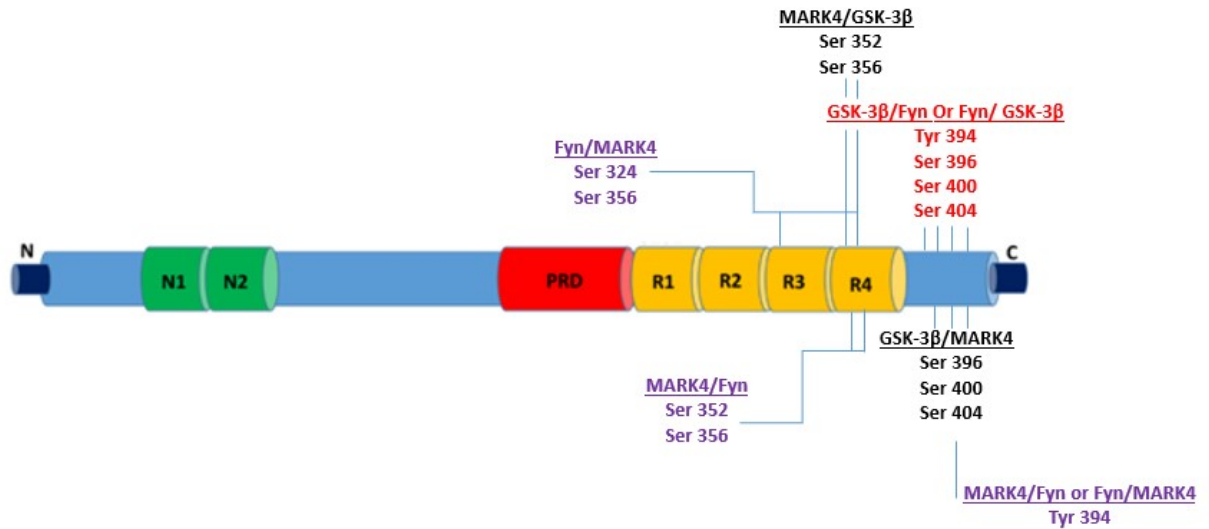 MARK4/GSK-3β
Ser 352
Ser 356
GSK-3β/Fyn Or Fyn/ GSK-3β
Tyr 394
Ser 396
Ser 400
Ser 404
Fyn/MARK4
Ser 324
Ser 356
N
C
N1
N2
PRD
R1
R2
R3
R4
GSK-3β/MARK4
Ser 396
Ser 400
Ser 404
MARK4/Fyn
Ser 352
Ser 356
MARK4/Fyn or Fyn/MARK4
Tyr 394